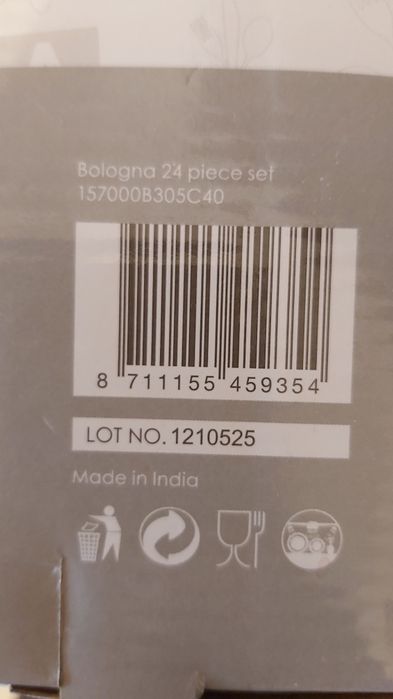 Bologna 24 piece set
157000B305C40
8 711155 459354
LOT NO. 1210525
Made in India